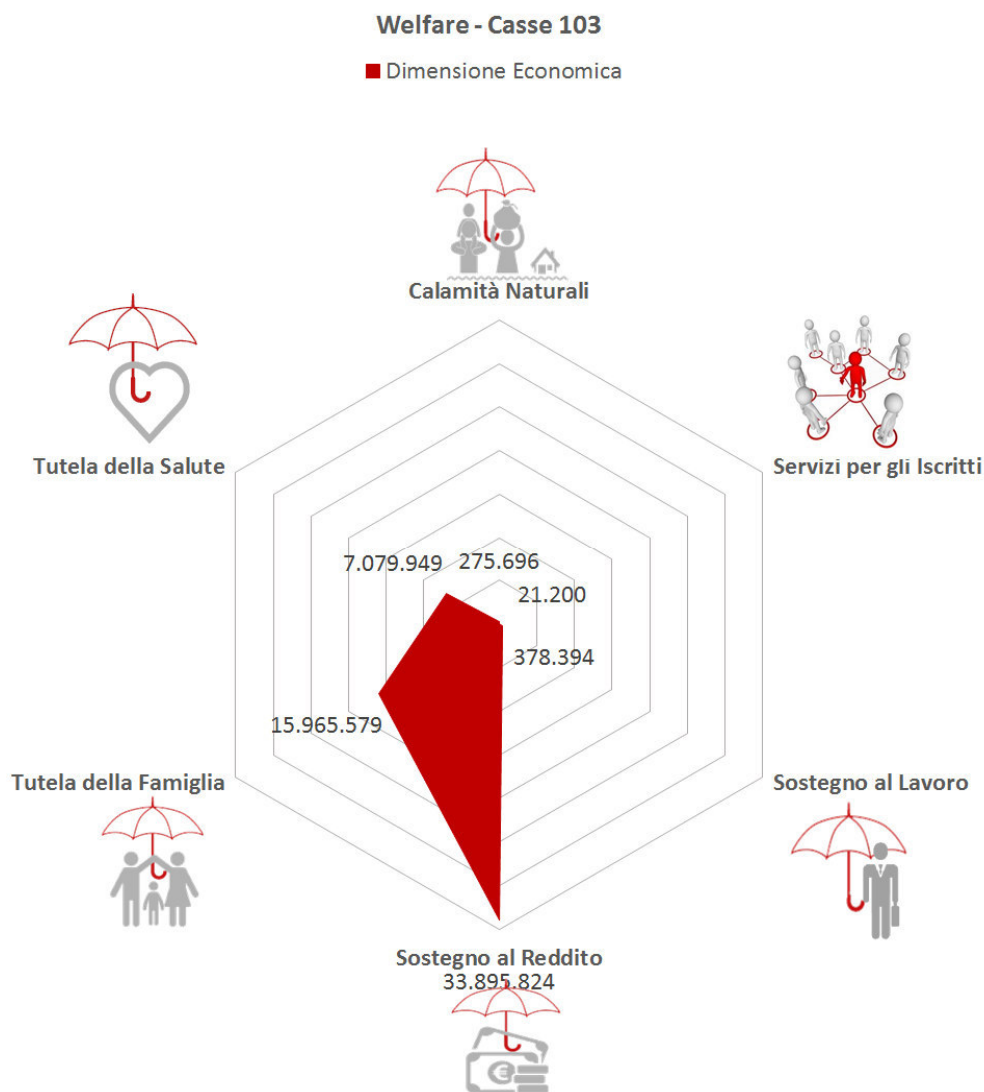 Welfare - Casse 103
Dimensione Economica
Calamità Naturali
Tutela della Salute
Servizi per gli Iscritti
7.079.949
275.696
21.200
378.394
15.965.579
Tutela della Famiglia
Sostegno al Lavoro
Sostegno al Reddito
33.895.824
€